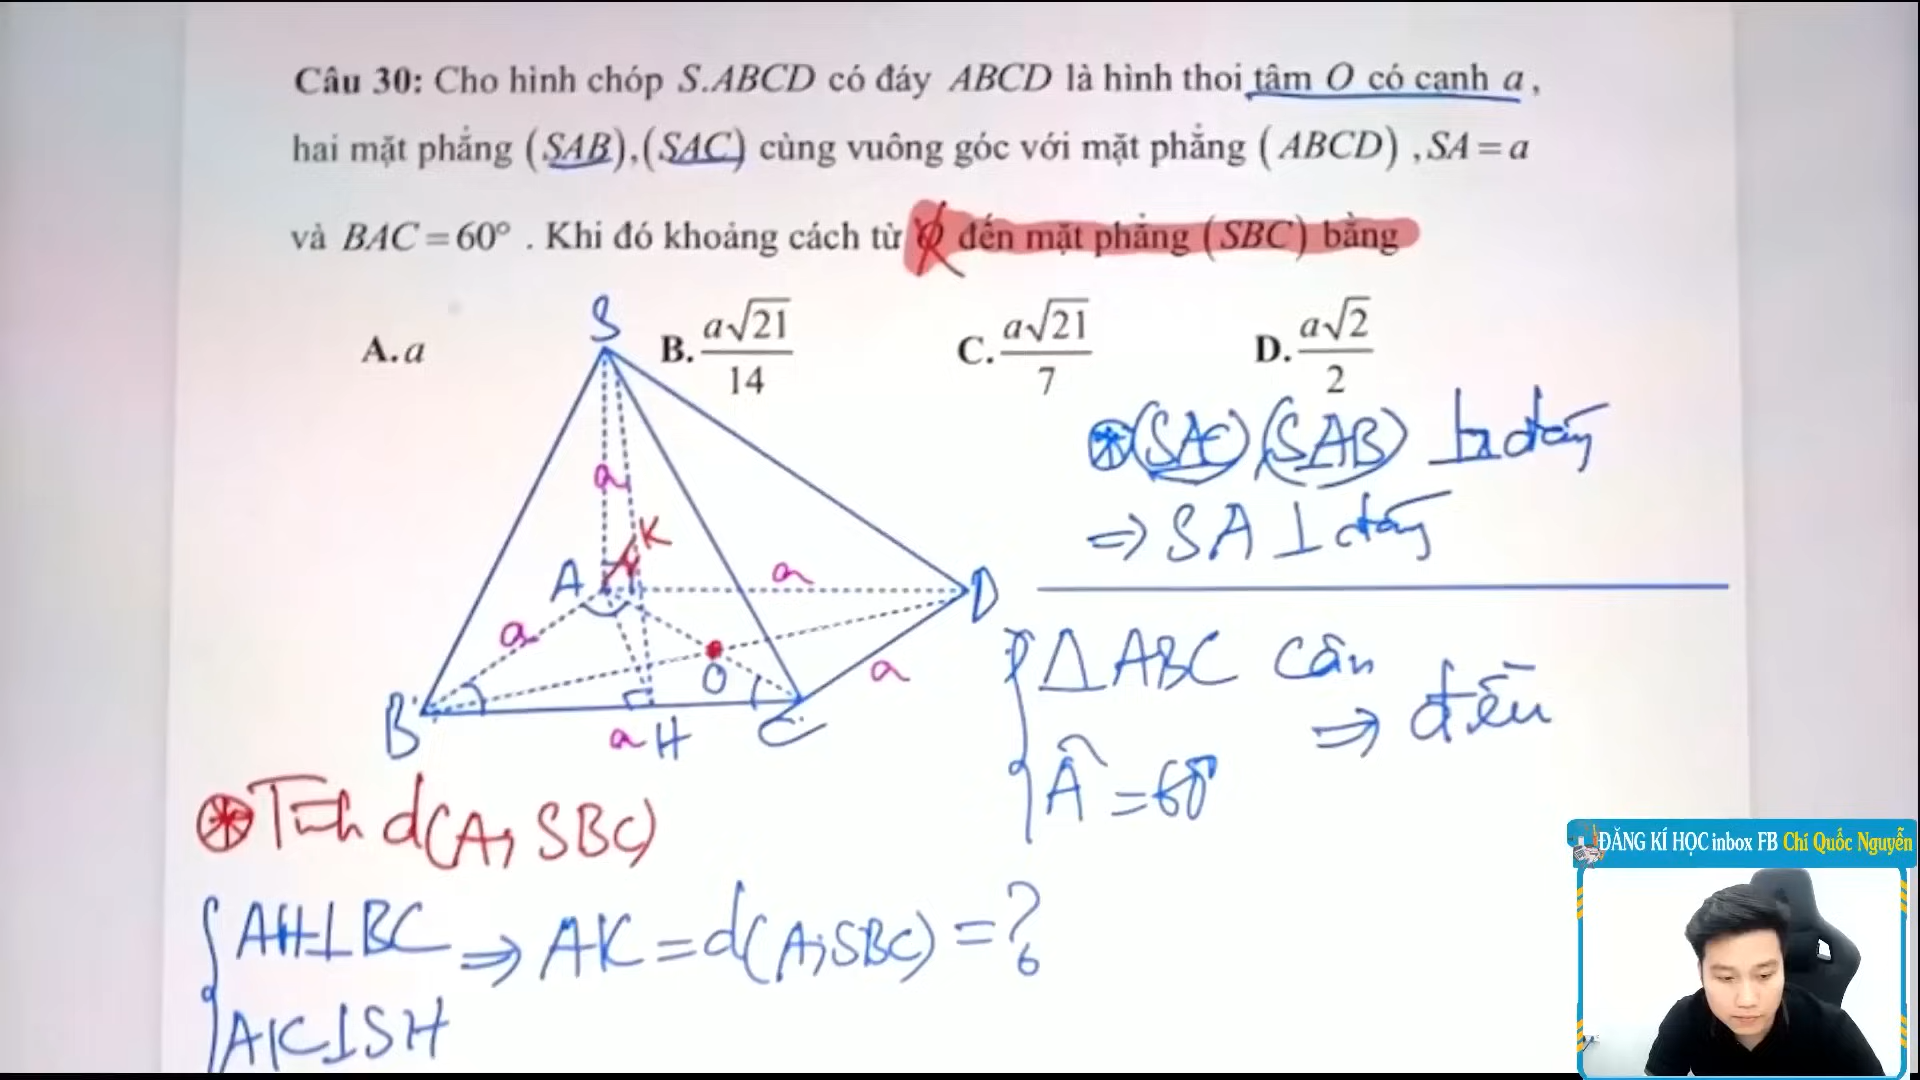 Câu 30: Cho hình chóp S.ABCD có đáy ABCD là hình thoi tâm O có cạnh a,
hai mặt phẳng (SAB),(SAC) cùng vuông góc với mặt phẳng (ABCD), SA = a
và BAC = 60° . Khi đó khoảng cách từ O đến mặt phẳng (SBC) bằng
A. a
B. a√21/14
C. a√21/7
D. a√2/2
S
a
K
A
a
D
a
O
a
B
a H
C
⊛ (SAC) (SAB) ⊥ đáy
⇒ SA ⊥ đáy
ΔABC cân
⇒ đều
Â = 60°
⊛ Tính d(A; SBC)
AH ⊥ BC ⇒ AK = d(A; SBC) = ?
AK ⊥ SH
ĐĂNG KÍ HỌC inbox FB Chí Quốc Nguyễn